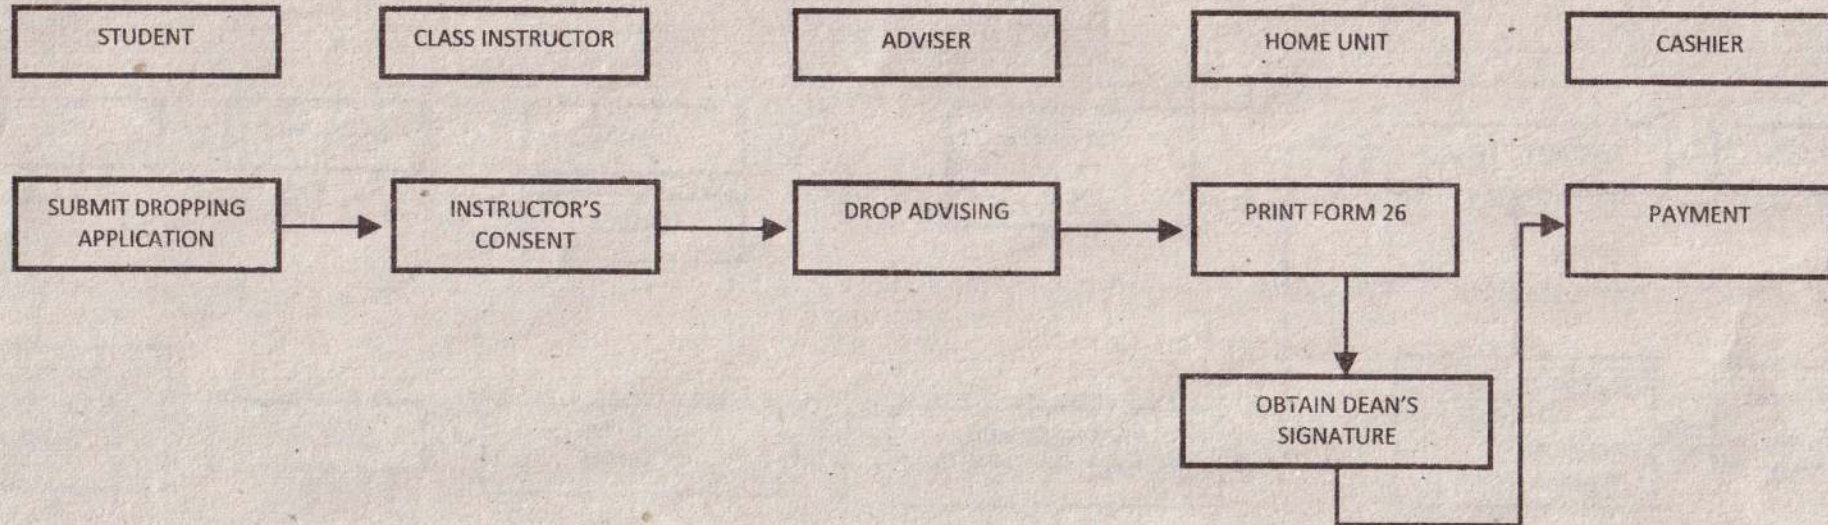 STUDENT
CLASS INSTRUCTOR
ADVISER
HOME UNIT
CASHIER
SUBMIT DROPPING
APPLICATION
INSTRUCTOR'S
CONSENT
DROP ADVISING
PRINT FORM 26
PAYMENT
OBTAIN DEAN'S
SIGNATURE